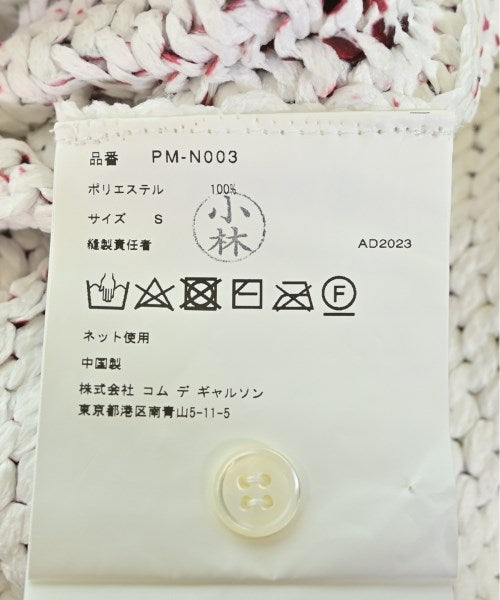 品番 PM-N003
ポリエステル 100%
サイズ S
小林
縫製責任者 AD2023
F
ネット使用
中国製
株式会社 コム デ ギャルソン
東京都港区南青山5-11-5